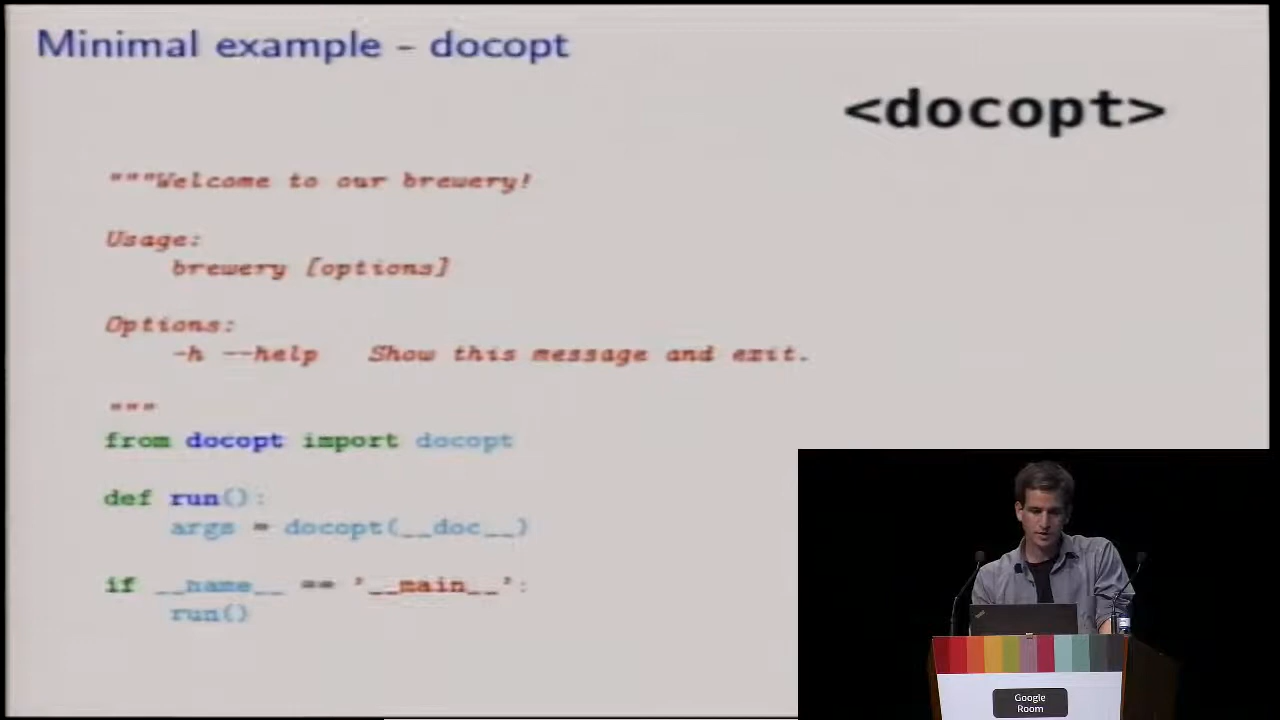 Minimal example - docopt
<docopt>
"""Welcome to our brewery!
Usage:
brewery [options]
Options:
-h --help Show this message and exit.
"""
from docopt import docopt
def run():
args = docopt(__doc__)
if __name__ == '__main__':
run()
Google
Room